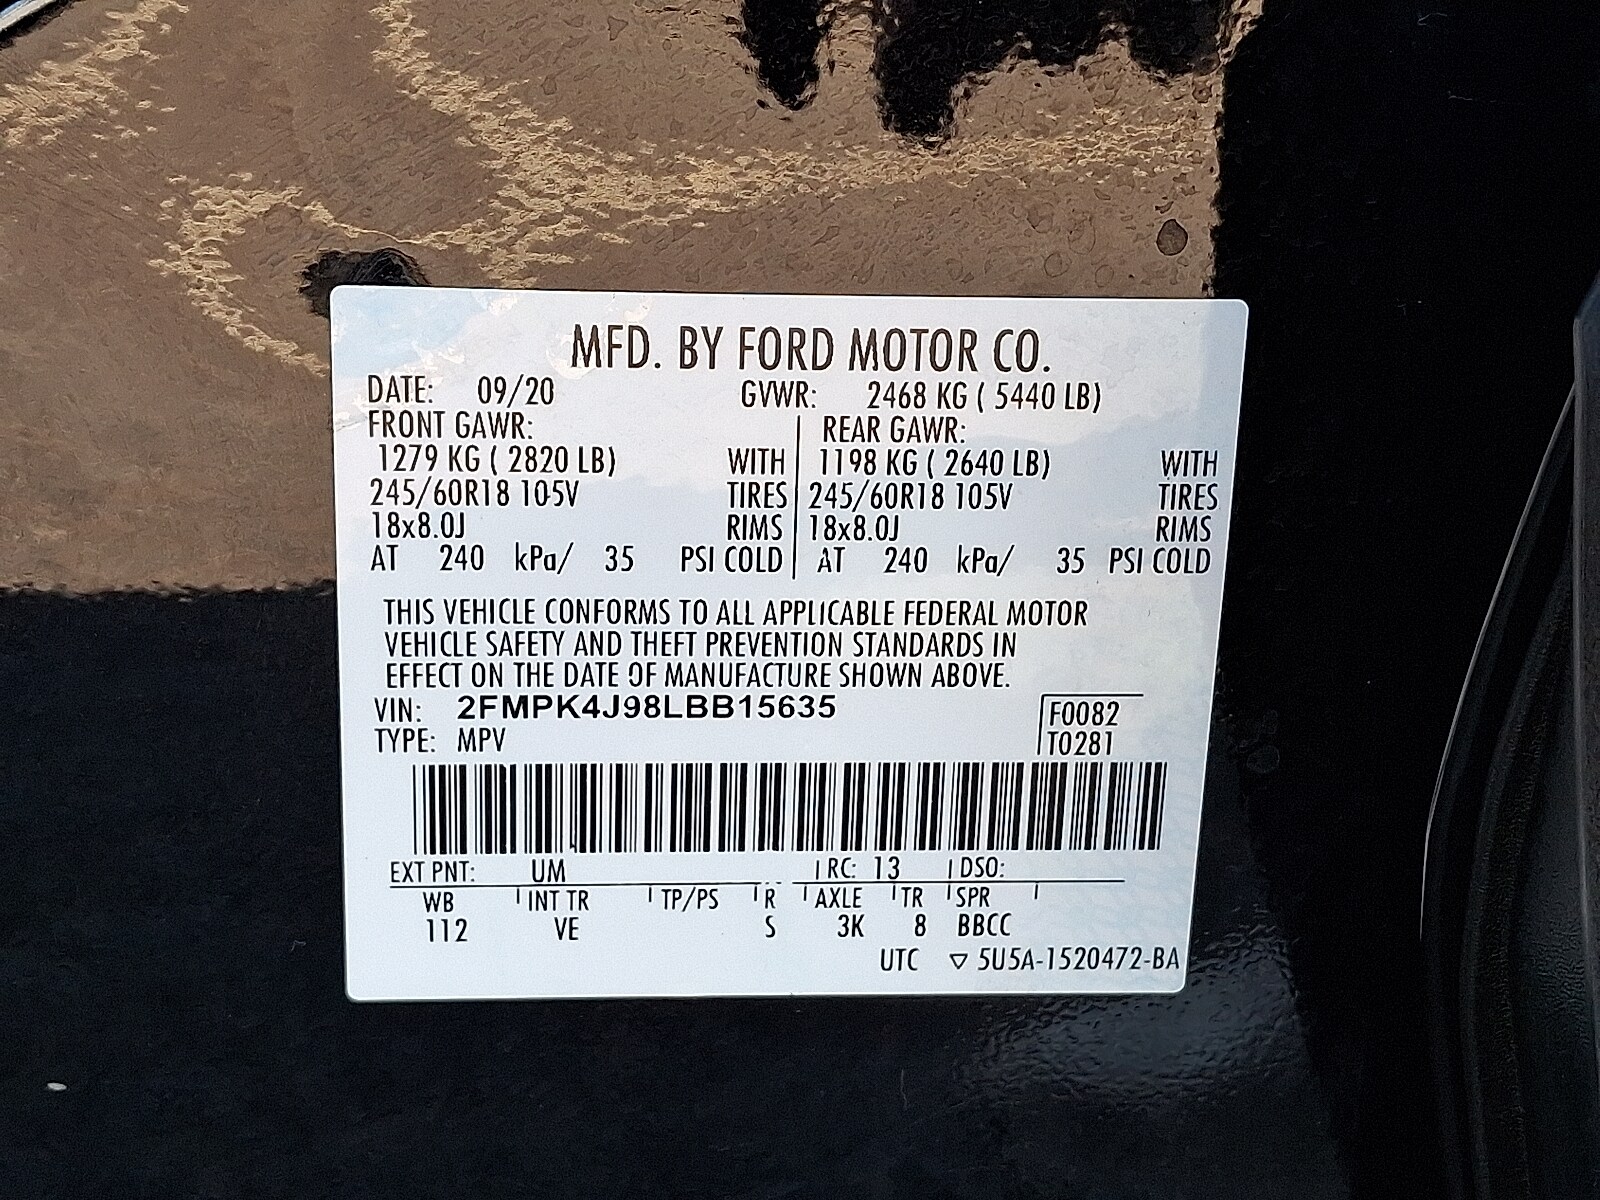 MFD. BY FORD MOTOR CO.
DATE: 09/20 GVWR: 2468 KG ( 5440 LB)
FRONT GAWR: REAR GAWR:
1279 KG ( 2820 LB) WITH 1198 KG ( 2640 LB) WITH
245/60R18 105V TIRES 245/60R18 105V TIRES
18x8.0J RIMS 18x8.0J RIMS
AT 240 kPa/ 35 PSI COLD AT 240 kPa/ 35 PSI COLD
THIS VEHICLE CONFORMS TO ALL APPLICABLE FEDERAL MOTOR
VEHICLE SAFETY AND THEFT PREVENTION STANDARDS IN
EFFECT ON THE DATE OF MANUFACTURE SHOWN ABOVE.
VIN: 2FMPK4J98LBB15635 F0082
TYPE: MPV T0281
EXT PNT: UM RC: 13 DSO:
WB INT TR TP/PS R AXLE TR SPR
112 VE S 3K 8 BBCC
UTC ▽ 5U5A-1520472-BA